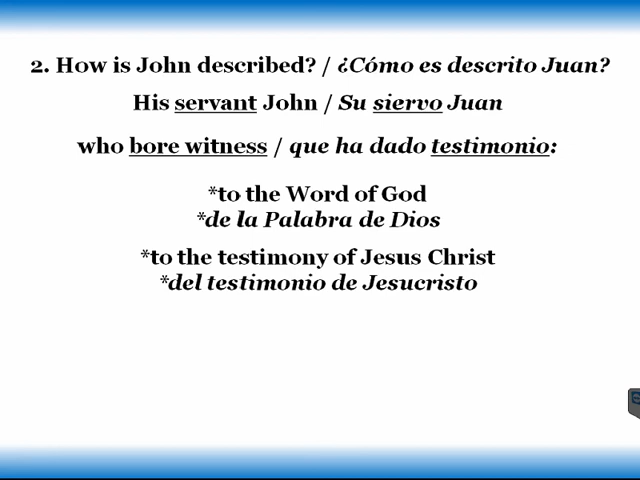 2. How is John described? / ¿Cómo es descrito Juan?
His servant John / Su siervo Juan
who bore witness / que ha dado testimonio:
*to the Word of God
*de la Palabra de Dios
*to the testimony of Jesus Christ
*del testimonio de Jesucristo